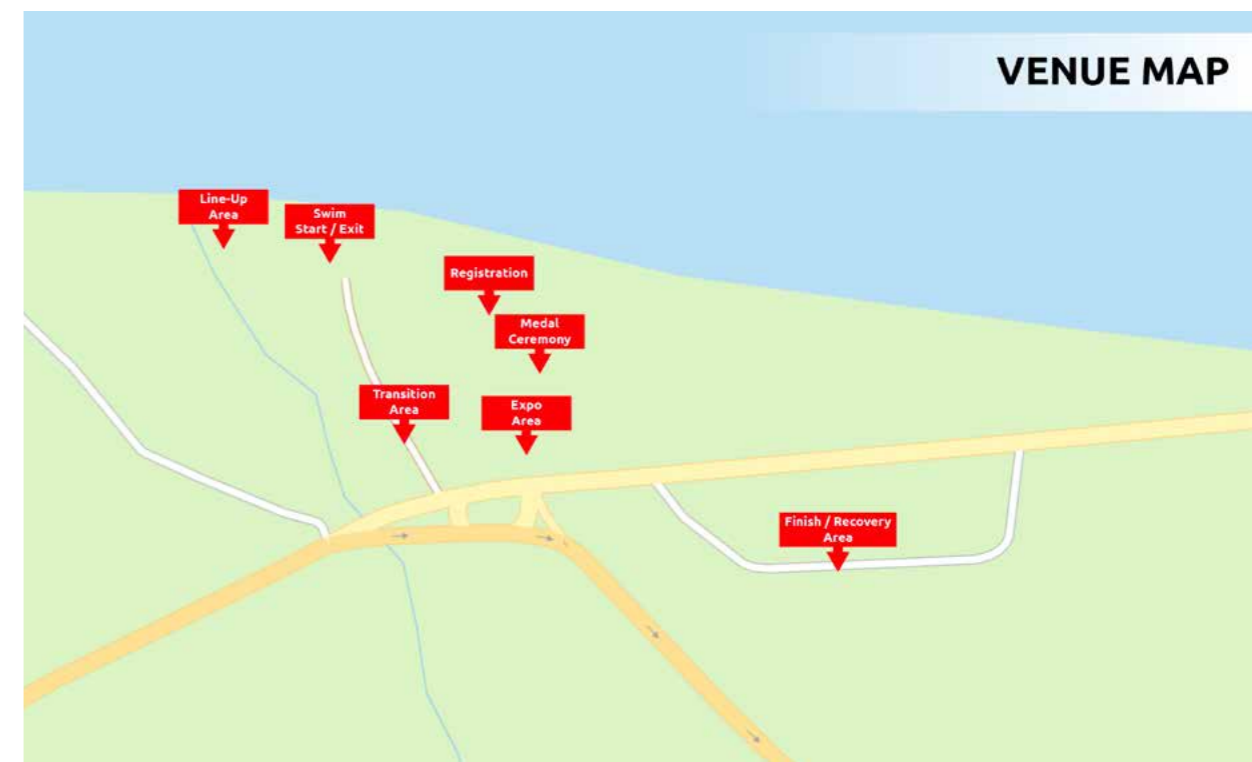 VENUE MAP
Line-Up
Area
Swim
Start / Exit
Registration
Medal
Ceremony
Transition
Area
Expo
Area
Finish / Recovery
Area